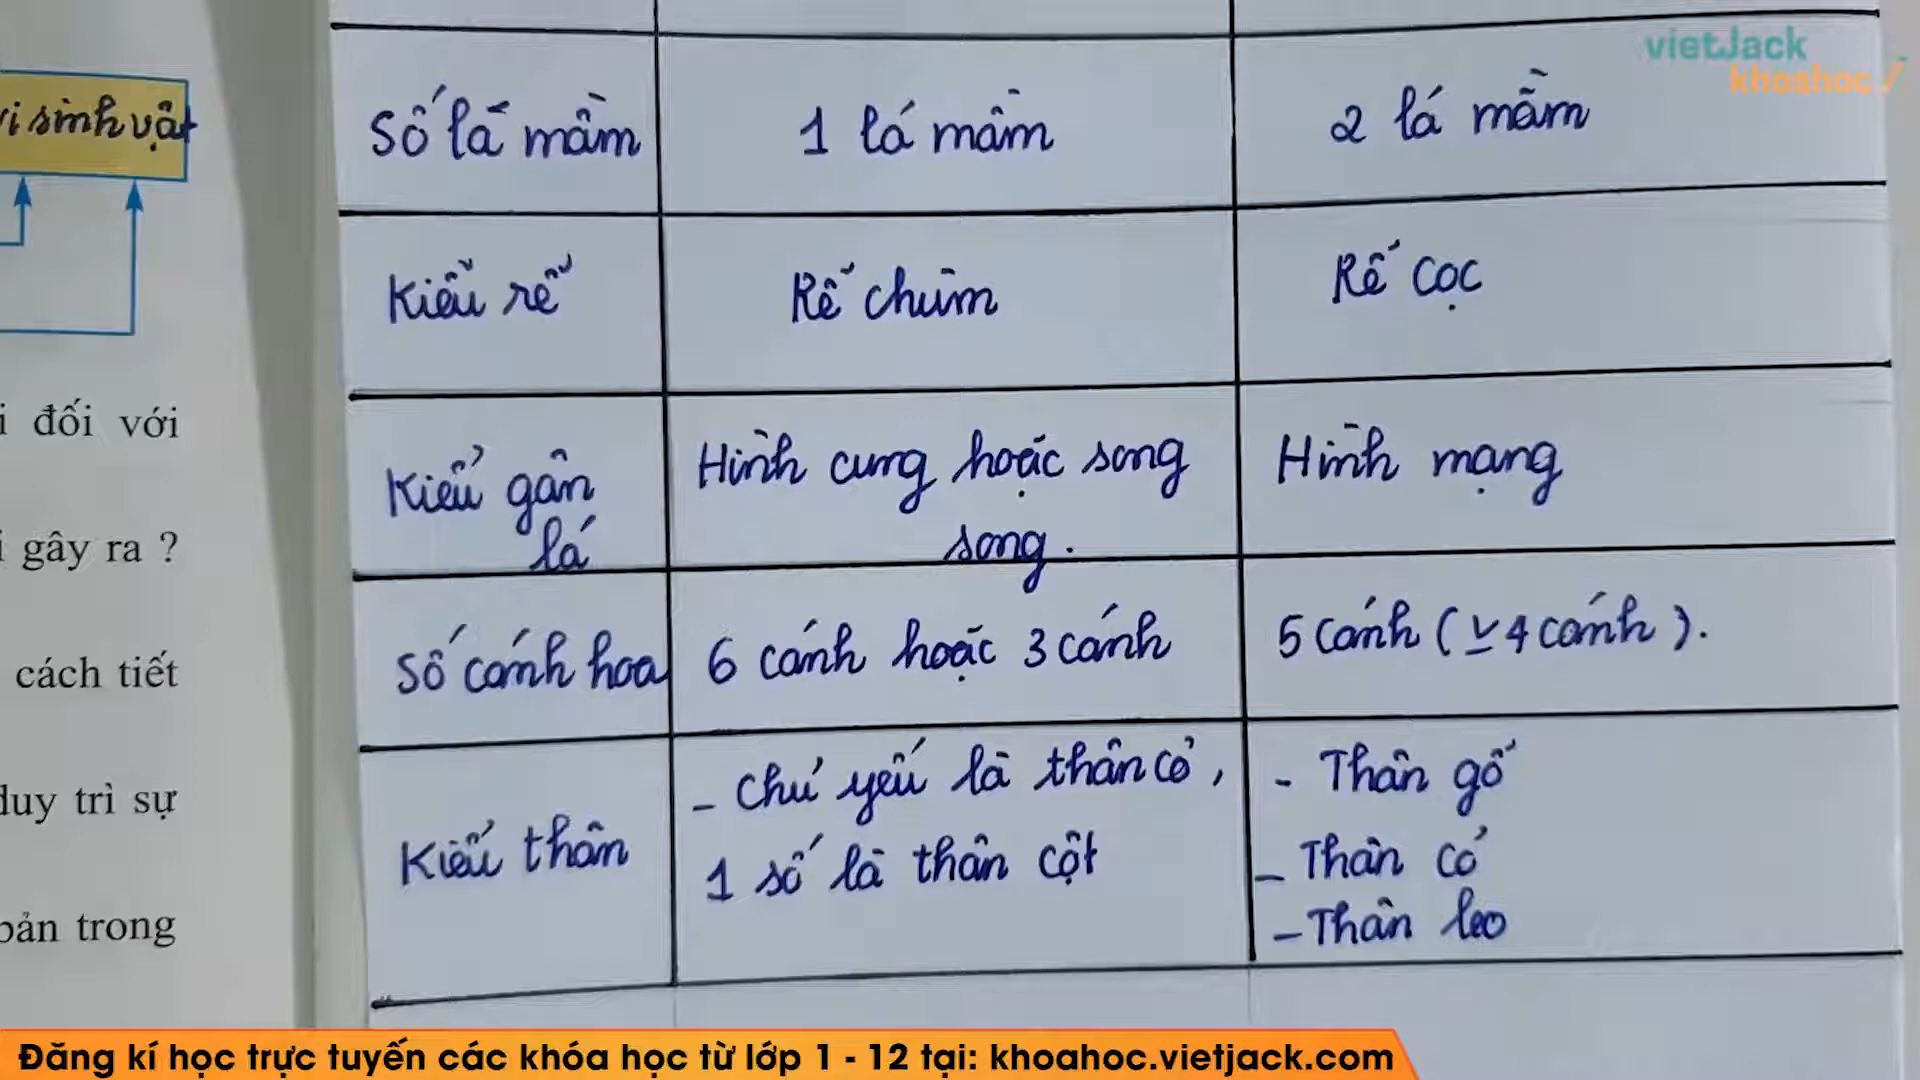 vietJack
khoahoc
i sinh vật
i đối với
i gây ra ?
cách tiết
duy trì sự
bản trong
Số lá mầm
1 lá mầm
2 lá mầm
Kiểu rễ
Rễ chùm
Rễ cọc
Kiểu gân
lá
Hình cung hoặc song
song.
Hình mạng
Số cánh hoa
6 cánh hoặc 3 cánh
5 cánh ( 4 cánh ).
Kiểu thân
- Chủ yếu là thân cỏ,
1 số là thân cột
- Thân gỗ
- Thân cỏ
- Thân leo
Đăng kí học trực tuyến các khóa học từ lớp 1 - 12 tại: khoahoc.vietjack.com